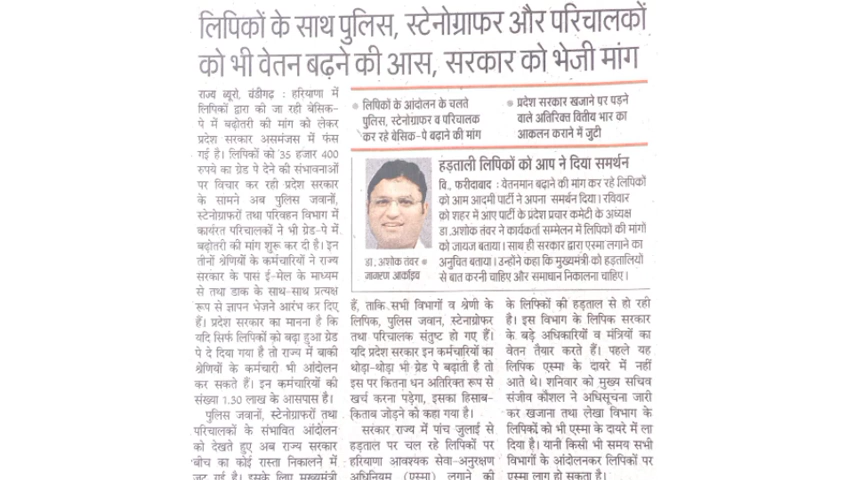 लिपिकों के साथ पुलिस, स्टेनोग्राफर और परिचालकों
को भी वेतन बढ़ने की आस, सरकार को भेजी मांग
राज्य ब्यूरो, चंडीगढ़ : हरियाणा में
लिपिकों द्वारा की जा रही बेसिक-
पे में बढ़ोतरी की मांग को लेकर
प्रदेश सरकार असमंजस में फंस
गई है। लिपिकों को 35 हजार 400
रुपये का ग्रेड पे देने की संभावनाओं
पर विचार कर रही प्रदेश सरकार
के सामने अब पुलिस जवानों,
स्टेनोग्राफरों तथा परिवहन विभाग में
कार्यरत परिचालकों ने भी ग्रेड-पे में
बढ़ोतरी की मांग शुरू कर दी है। इन
तीनों श्रेणियों के कर्मचारियों ने राज्य
सरकार के पास ई-मेल के माध्यम
से तथा डाक के साथ-साथ प्रत्यक्ष
रूप से ज्ञापन भेजने आरंभ कर दिए
हैं। प्रदेश सरकार का मानना है कि
यदि सिर्फ लिपिकों को बढ़ा हुआ ग्रेड
पे दे दिया गया है तो राज्य में बाकी
श्रेणियों के कर्मचारी भी आंदोलन
कर सकते हैं। इन कर्मचारियों की
संख्या 1.30 लाख के आसपास है।
पुलिस जवानों, स्टेनोग्राफरों तथा
परिचालकों के संभावित आंदोलन
को देखते हुए अब राज्य सरकार
बीच का कोई रास्ता निकालने में
जुट गई है। इसके लिए मुख्यमंत्री
• लिपिकों के आंदोलन के चलते
पुलिस, स्टेनोग्राफर व परिचालक
कर रहे बेसिक-पे बढाने की मांग
• प्रदेश सरकार खजाने पर पड़ने
वाले अतिरिक्त वित्तीय भार का
आकलन कराने में जुटी
हड़ताली लिपिकों को आप ने दिया समर्थन
वि., फरीदाबाद : वेतनमान बढ़ाने की मांग कर रहे लिपिकों
को आम आदमी पार्टी ने अपना समर्थन दिया। रविवार
को शहर में आए पार्टी के प्रदेश प्रचार कमेटी के अध्यक्ष
डा. अशोक तंवर ने कार्यकर्ता सम्मेलन में लिपिकों की मांगों
को जायज बताया। साथ ही सरकार द्वारा एस्मा लगाने का
अनुचित बताया। उन्होंने कहा कि मुख्यमंत्री को हड़तालियों
से बात करनी चाहिए और समाधान निकालना चाहिए।
डा. अशोक तंवर •
जागरण आर्काइव
हैं, ताकि सभी विभागों व श्रेणी के
लिपिक, पुलिस जवान, स्टेनोग्रोफर
तथा परिचालक संतुष्ट हो गए हैं।
यदि प्रदेश सरकार इन कर्मचारियों का
थोड़ा-थोड़ा भी ग्रेड पे बढ़ाती है तो
इस पर कितना धन अतिरिक्त रूप से
खर्च करना पड़ेगा, इसका हिसाब-
किताब जोड़ने को कहा गया है।
सरकार राज्य में पांच जुलाई से
हड़ताल पर चल रहे लिपिकों पर
हरियाणा आवश्यक सेवा-अनुरक्षण
अधिनियम (एस्मा) लगाने की
के लिपिकों की हड़ताल से हो रही
है। इस विभाग के लिपिक सरकार
के बड़े अधिकारियों व मंत्रियों का
वेतन तैयार करते हैं। पहले यह
लिपिक एस्मा के दायरे में नहीं
आते थे। शनिवार को मुख्य सचिव
संजीव कौशल ने अधिसूचना जारी
कर खजाना तथा लेखा विभाग के
लिपिकों को भी एस्मा के दायरे में ला
दिया है। यानी किसी भी समय सभी
विभागों के आंदोलनकर लिपिकों पर
एस्मा लागू हो सकता है।